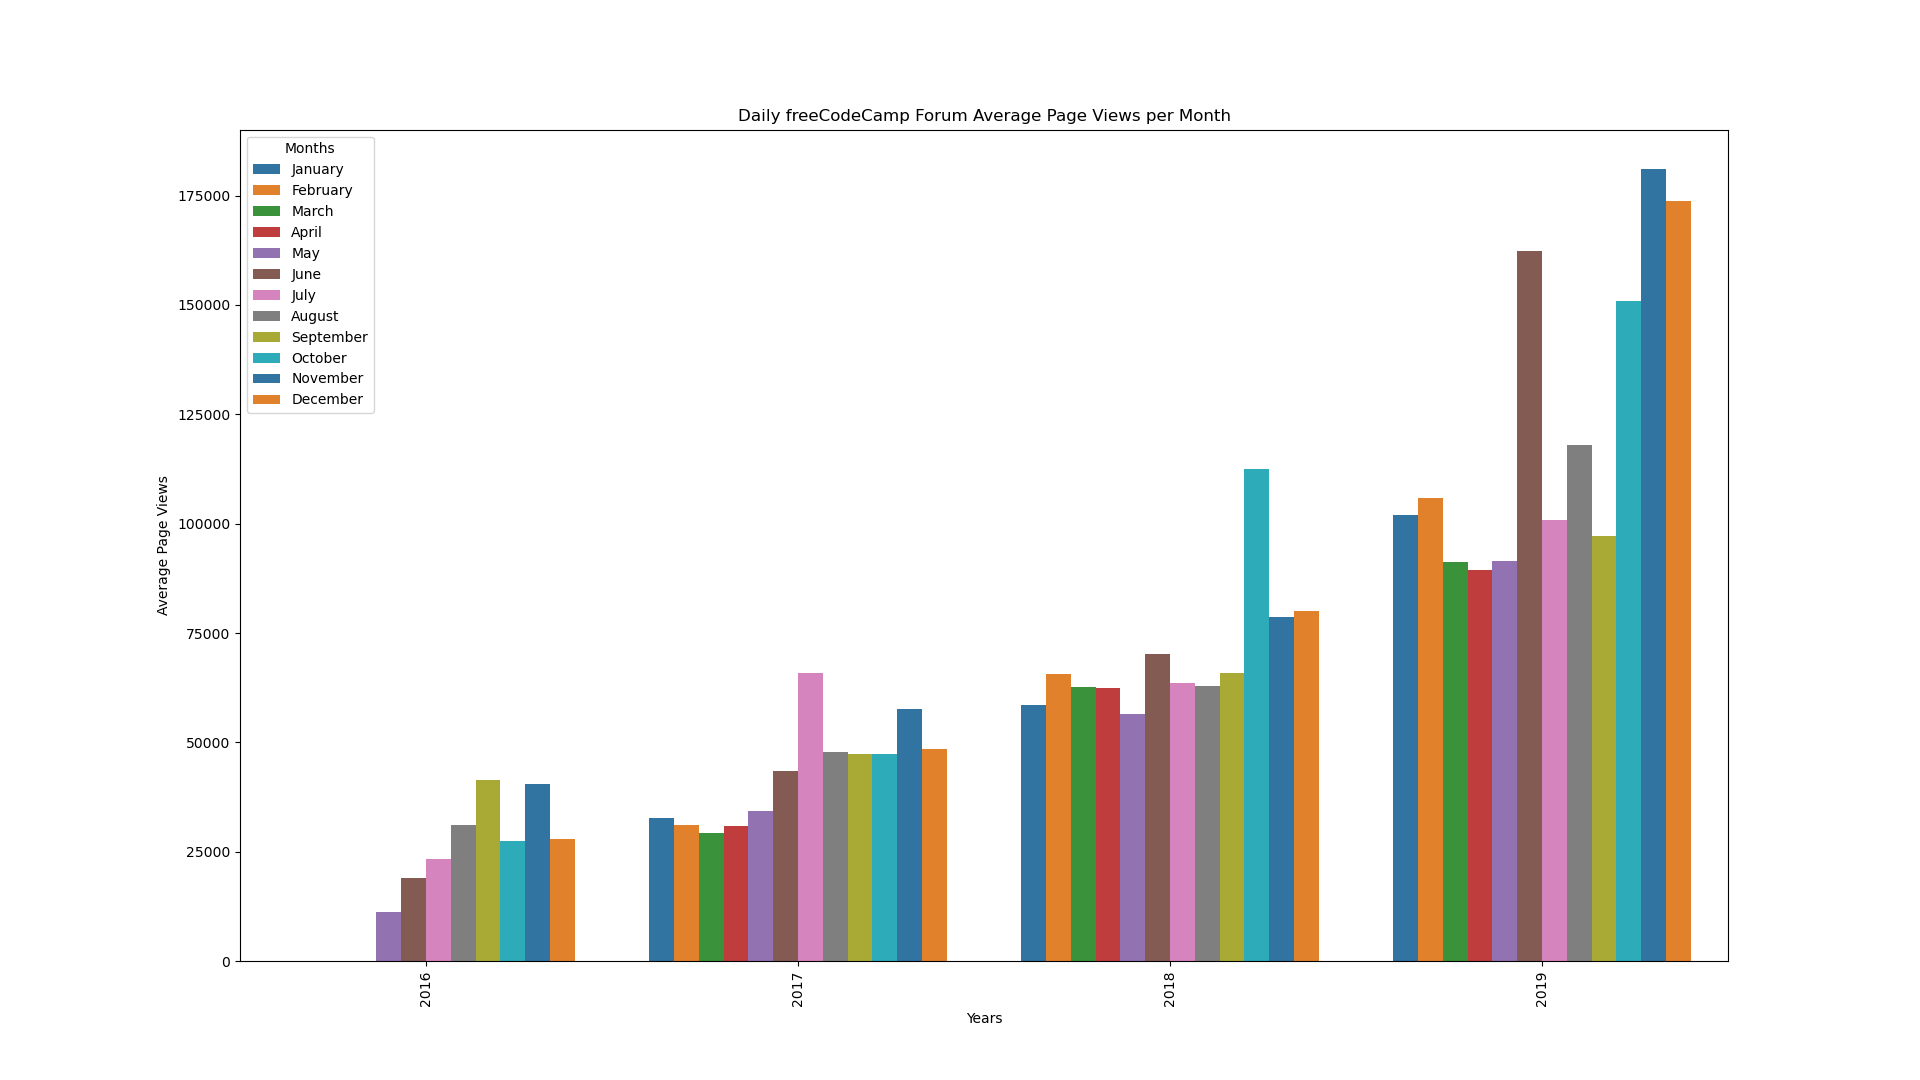 Daily freeCodeCamp Forum Average Page Views per Month
Months
January
February
March
April
May
June
July
August
September
October
November
December
175000
150000
125000
100000
75000
50000
25000
0
Average Page Views
2016
2017
2018
2019
Years